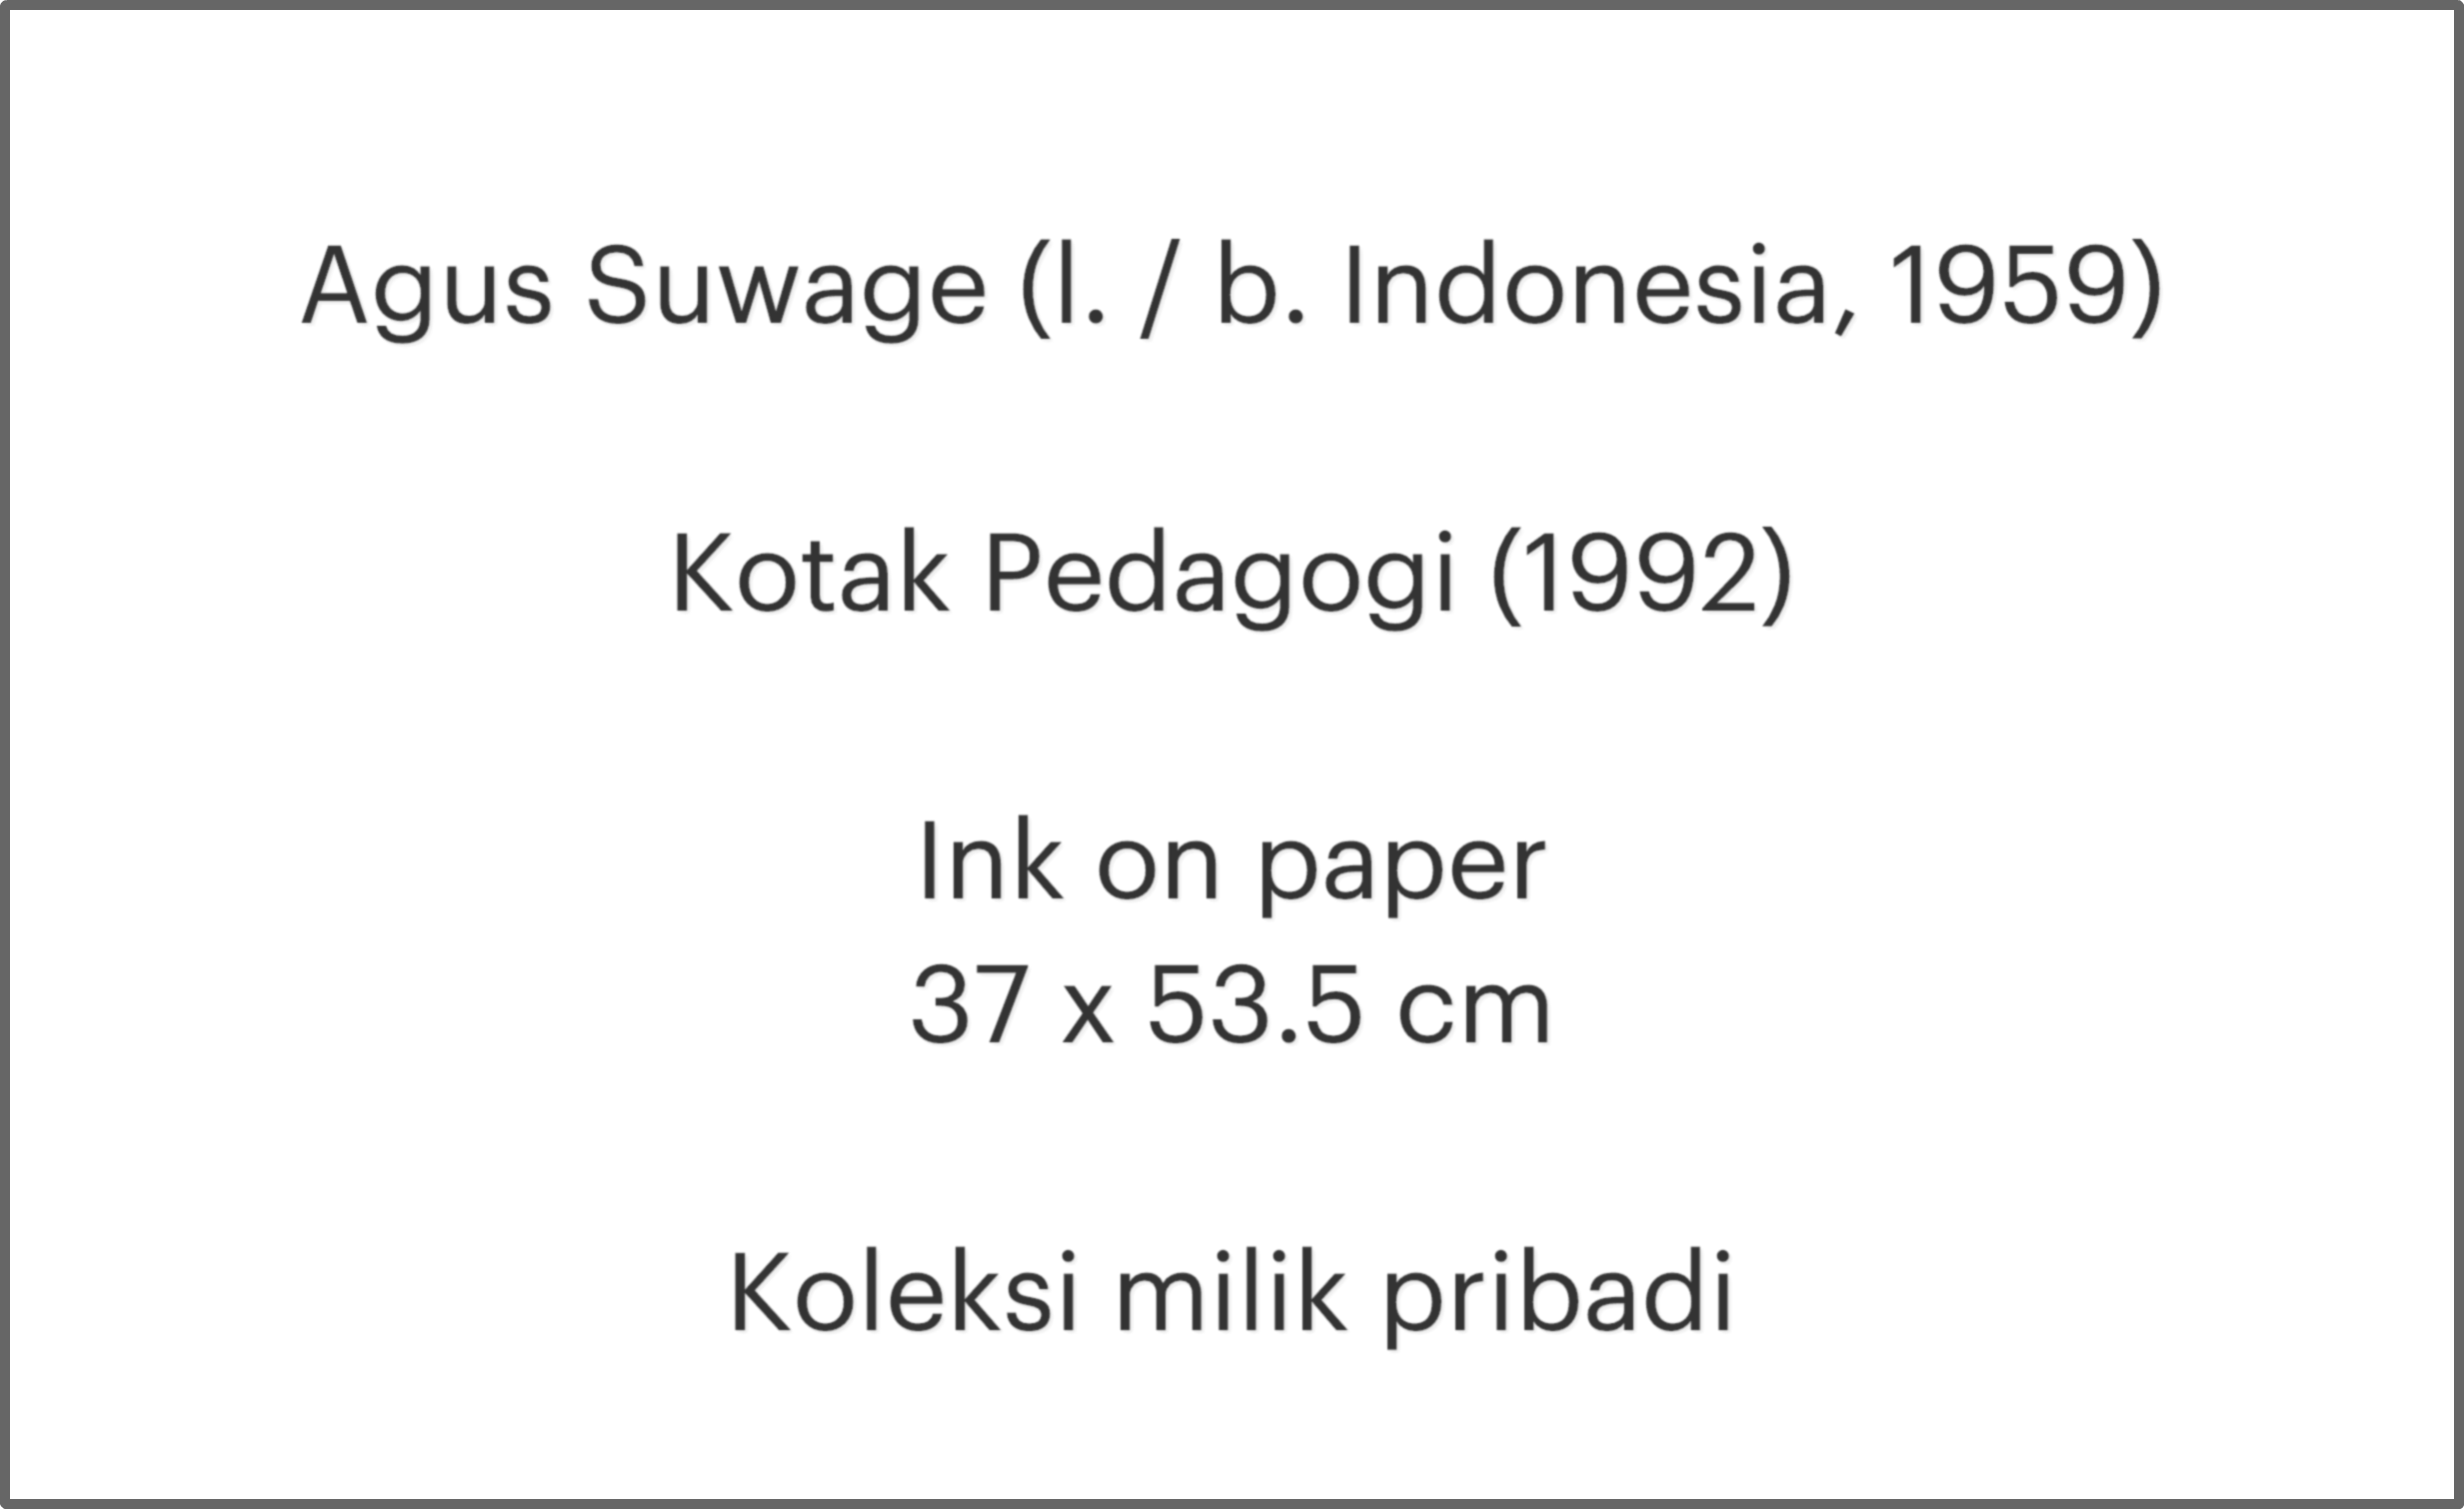 Agus Suwage (l. / b. Indonesia, 1959)
Kotak Pedagogi (1992)
Ink on paper
37 x 53.5 cm
Koleksi milik pribadi